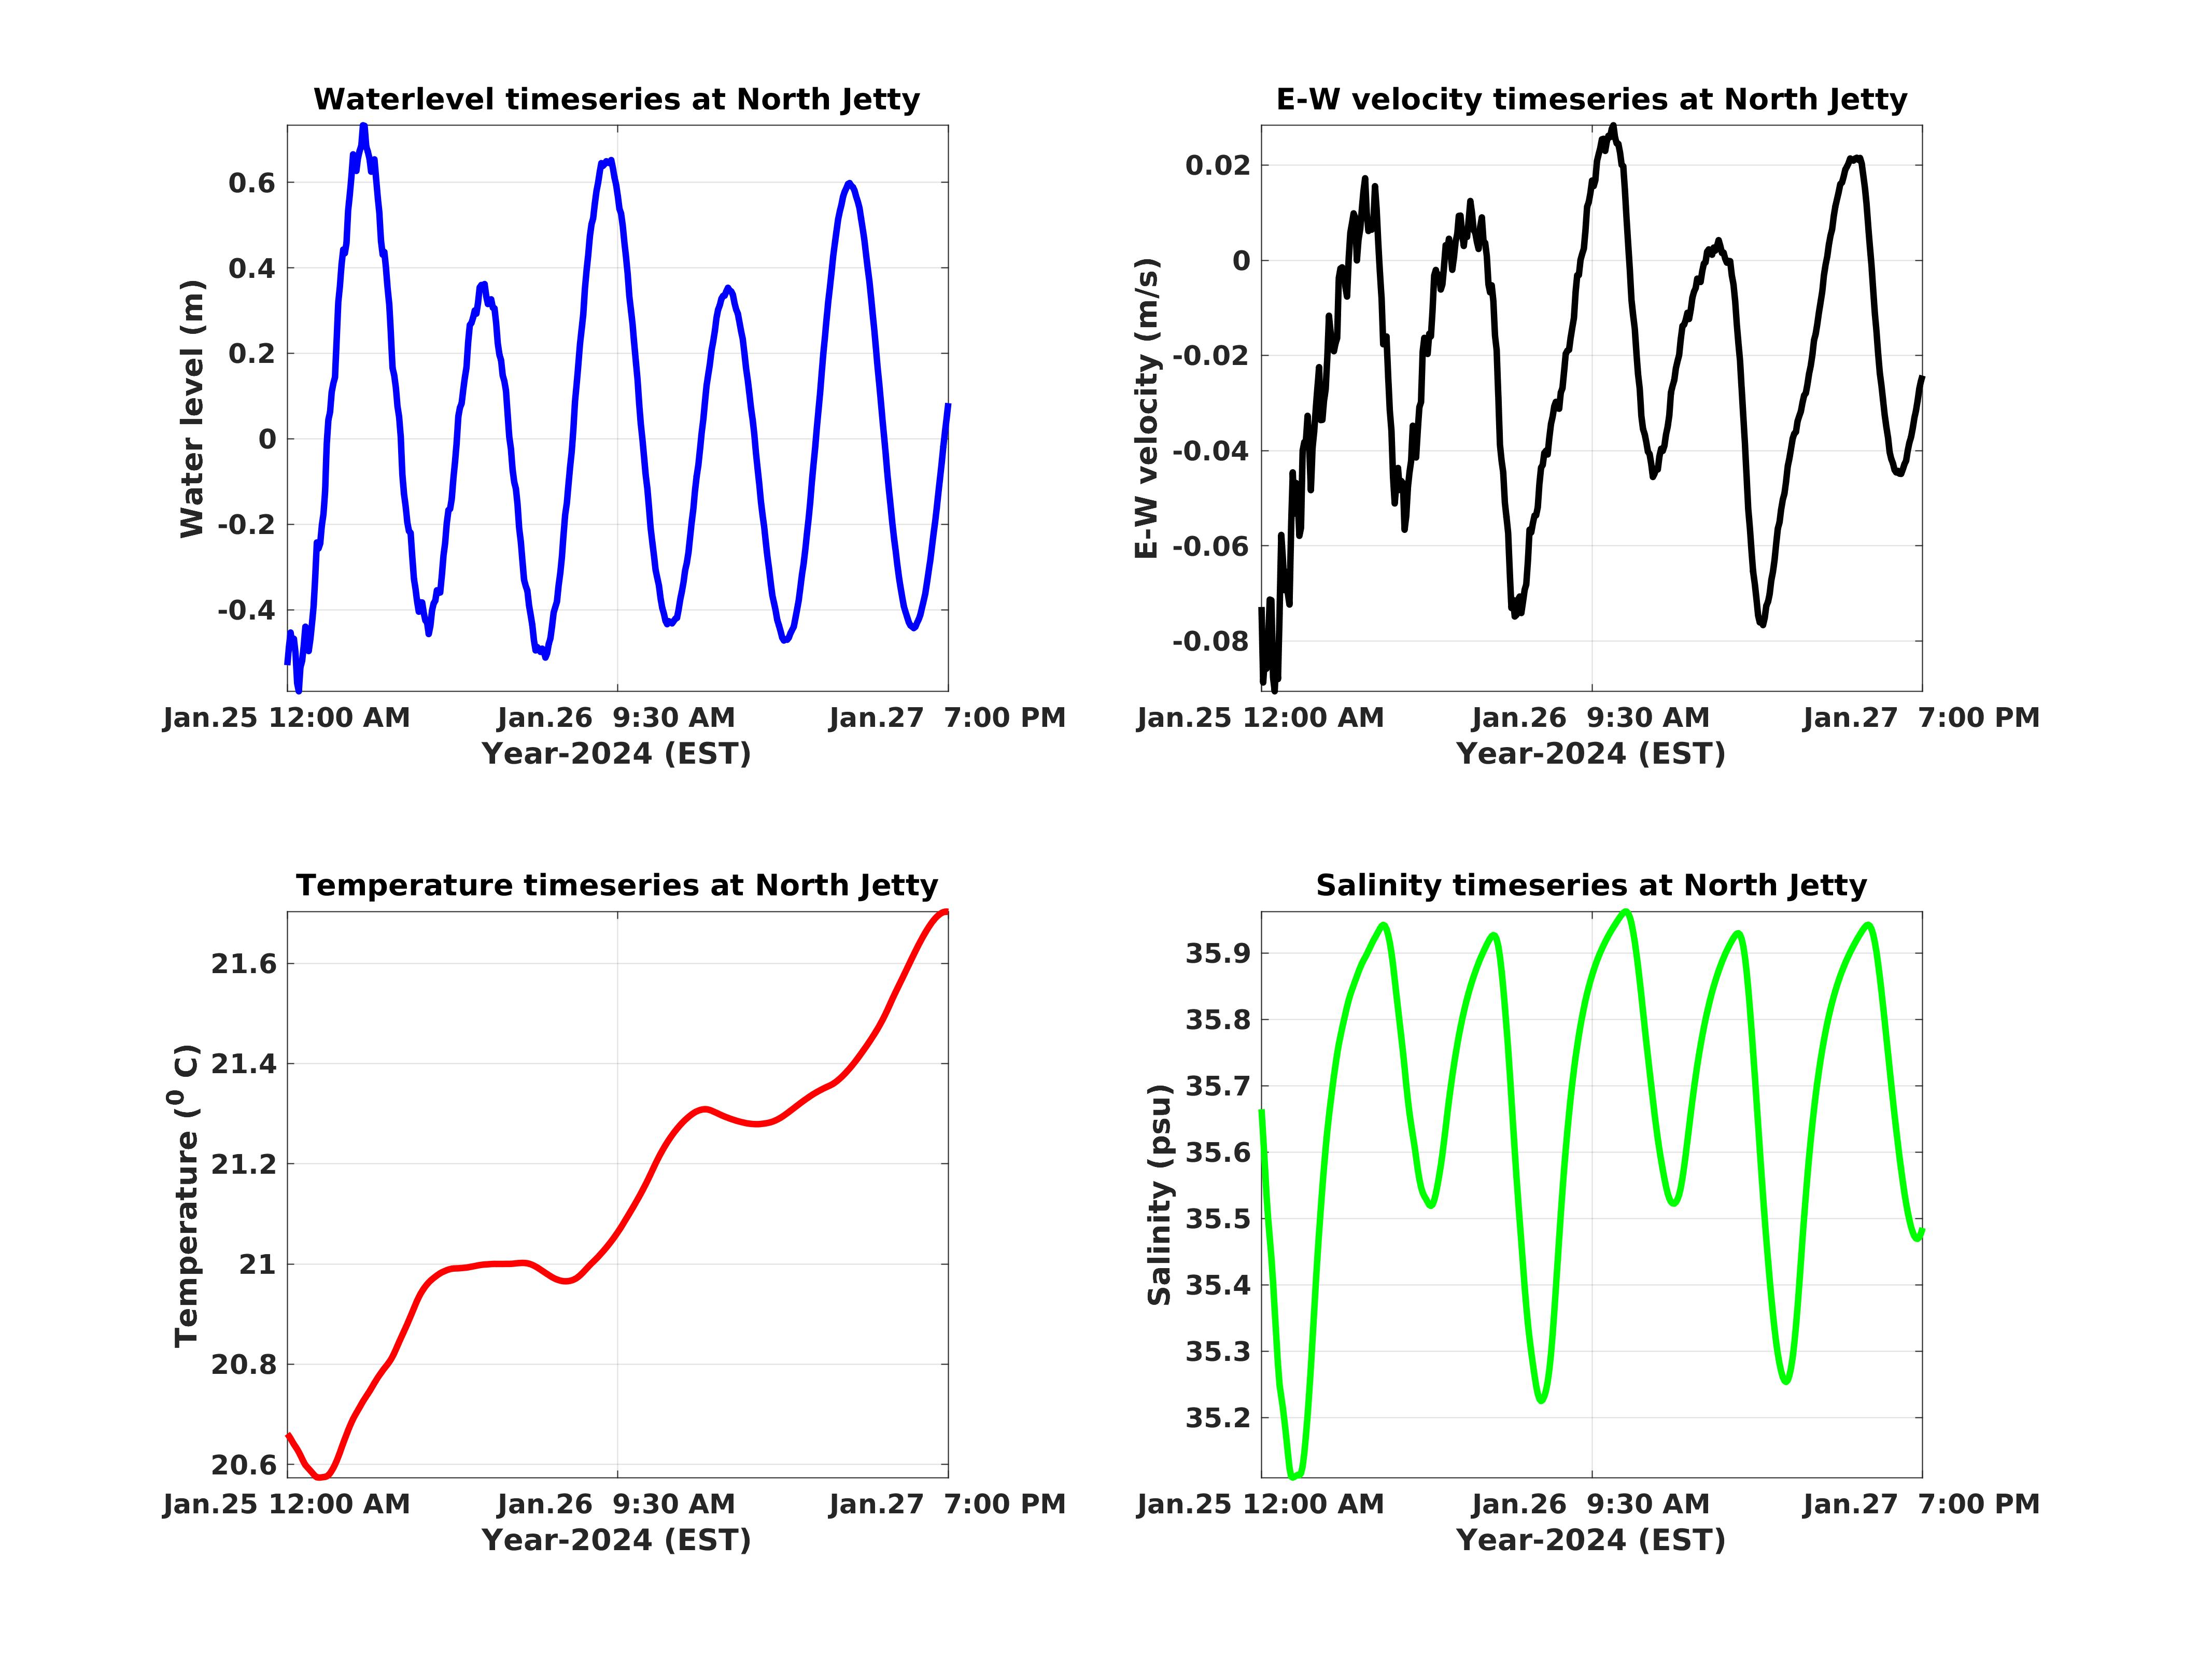 Waterlevel timeseries at North Jetty
Water level (m)
0.6
0.4
0.2
0
-0.2
-0.4
Jan.25 12:00 AM Jan.26 9:30 AM Jan.27 7:00 PM
Year-2024 (EST)
E-W velocity timeseries at North Jetty
E-W velocity (m/s)
0.02
0
-0.02
-0.04
-0.06
-0.08
Jan.25 12:00 AM Jan.26 9:30 AM Jan.27 7:00 PM
Year-2024 (EST)
Temperature timeseries at North Jetty
Temperature (⁰ C)
21.6
21.4
21.2
21
20.8
20.6
Jan.25 12:00 AM Jan.26 9:30 AM Jan.27 7:00 PM
Year-2024 (EST)
Salinity timeseries at North Jetty
Salinity (psu)
35.9
35.8
35.7
35.6
35.5
35.4
35.3
35.2
Jan.25 12:00 AM Jan.26 9:30 AM Jan.27 7:00 PM
Year-2024 (EST)